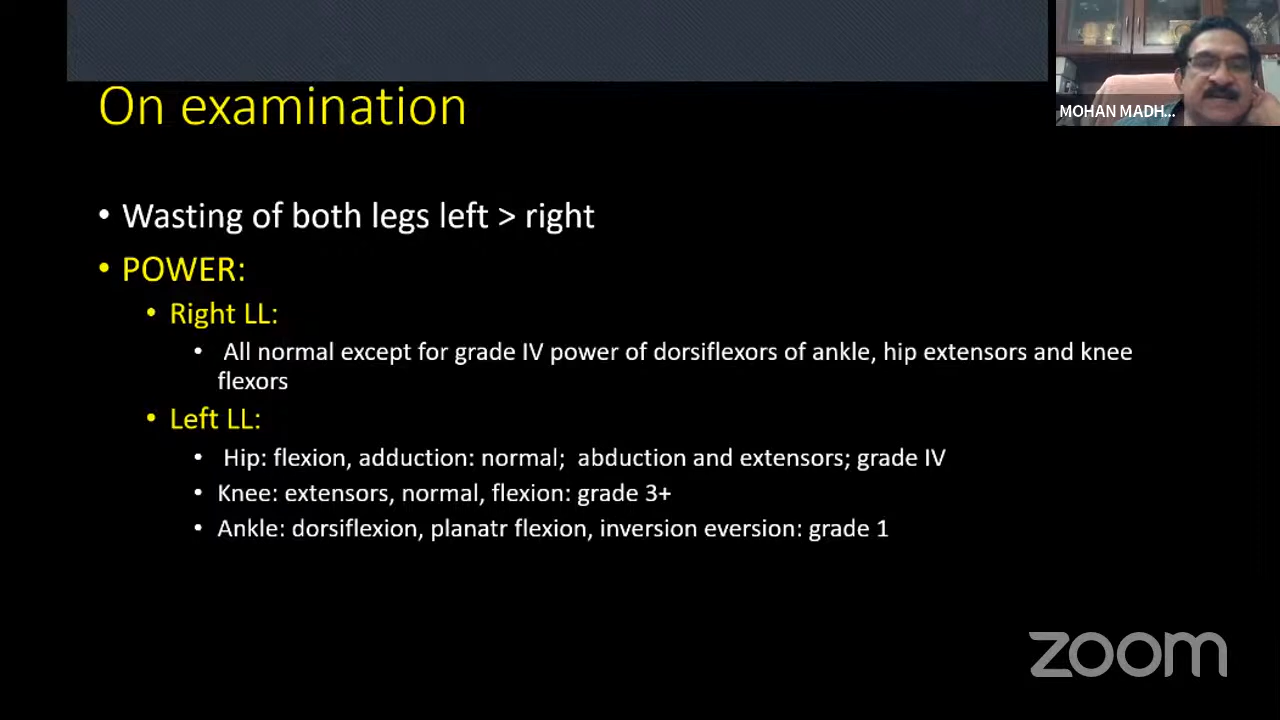 On examination
MOHAN MADH...
• Wasting of both legs left > right
• POWER:
• Right LL:
• All normal except for grade IV power of dorsiflexors of ankle, hip extensors and knee
flexors
• Left LL:
• Hip: flexion, adduction: normal; abduction and extensors; grade IV
• Knee: extensors, normal, flexion: grade 3+
• Ankle: dorsiflexion, planatr flexion, inversion eversion: grade 1
zoom